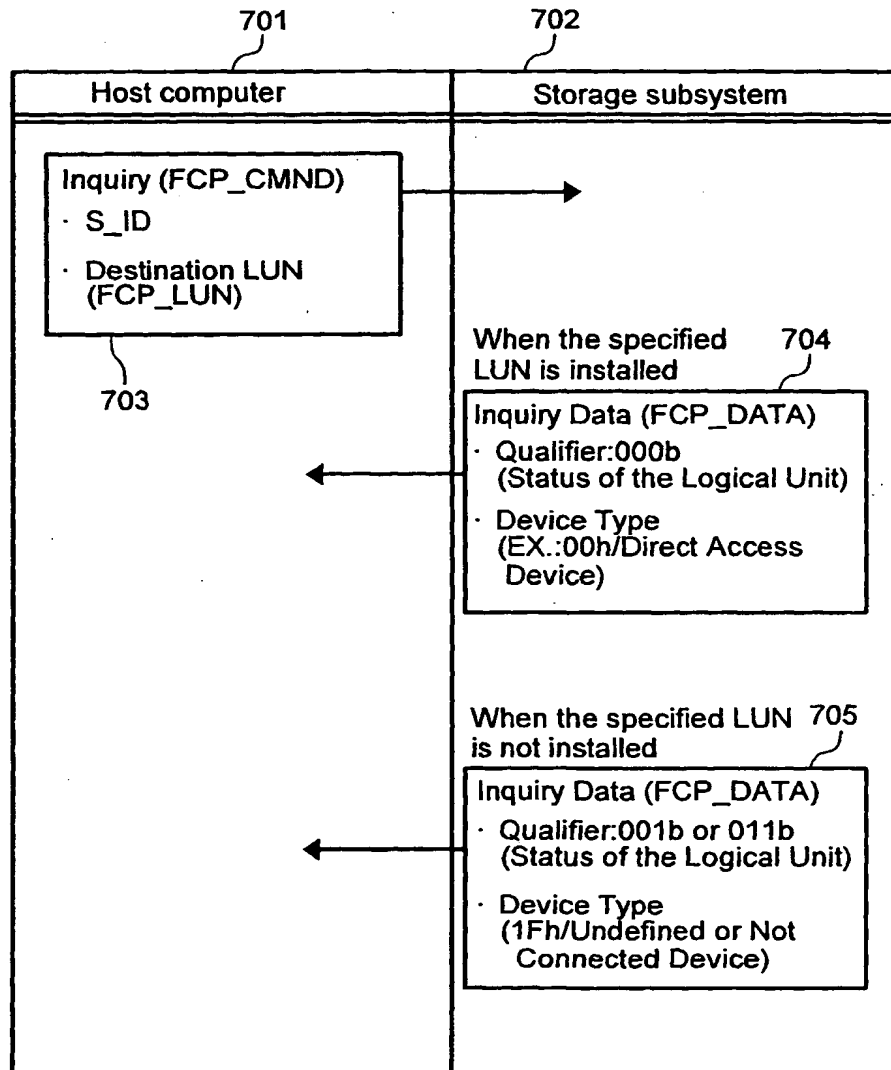 701
702
Host computer
Storage subsystem
Inquiry (FCP_CMND)
· S_ID
· Destination LUN
(FCP_LUN)
703
When the specified
LUN is installed
704
Inquiry Data (FCP_DATA)
· Qualifier:000b
(Status of the Logical Unit)
· Device Type
(EX.:00h/Direct Access
Device)
When the specified LUN
is not installed
705
Inquiry Data (FCP_DATA)
· Qualifier:001b or 011b
(Status of the Logical Unit)
· Device Type
(1Fh/Undefined or Not
Connected Device)